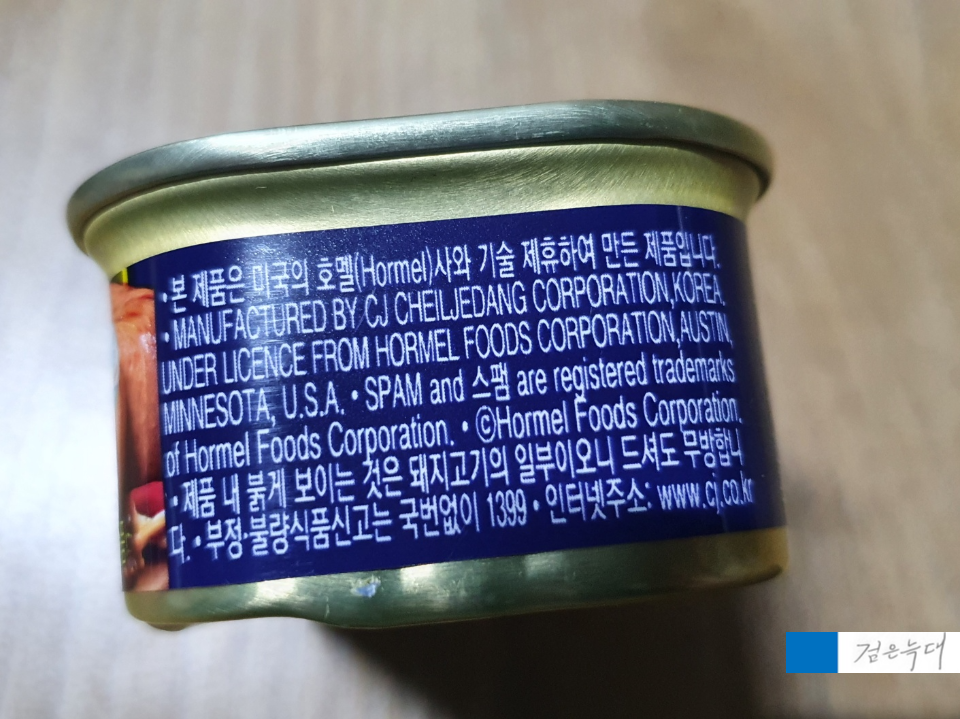 • 본 제품은 미국의 호멜(Hormel)사와 기술 제휴하여 만든 제품입니다.
• MANUFACTURED BY CJ CHEILJEDANG CORPORATION,KOREA.
UNDER LICENCE FROM HORMEL FOODS CORPORATION,AUSTIN,
MINNESOTA, U.S.A. • SPAM and 스팸 are registered trademarks
of Hormel Foods Corporation. • ©Hormel Foods Corporation.
• 제품 내 붉게 보이는 것은 돼지고기의 일부이오니 드셔도 무방합니
다. • 부정·불량식품신고는 국번없이 1399 • 인터넷주소: www.cj.co.kr
검은늑대